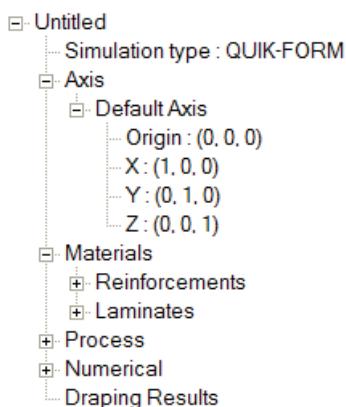 Untitled
Simulation type : QUIK-FORM
Axis
Default Axis
Origin : (0, 0, 0)
X : (1, 0, 0)
Y : (0, 1, 0)
Z : (0, 0, 1)
Materials
Reinforcements
Laminates
Process
Numerical
Draping Results